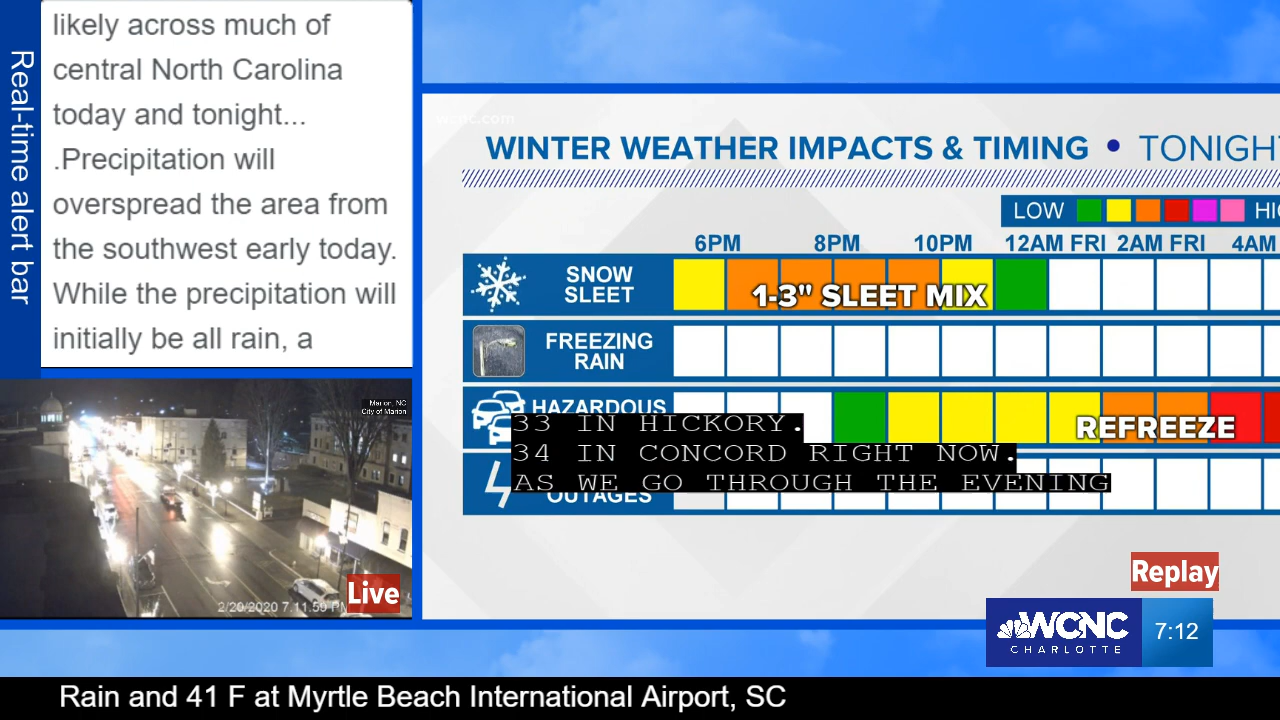 Real-time alert bar
likely across much of
central North Carolina
today and tonight...
.Precipitation will
overspread the area from
the southwest early today.
While the precipitation will
initially be all rain, a
Marion, NC
City of Marion
2/20/2020 7.11.59 PM
Live
wcnc.com
WINTER WEATHER IMPACTS & TIMING • TONIGH
LOW HI
6PM 8PM 10PM 12AM FRI 2AM FRI 4AM
SNOW
SLEET
1-3" SLEET MIX
FREEZING
RAIN
HAZARDOUS
REFREEZE
OUTAGES
33 IN HICKORY.
34 IN CONCORD RIGHT NOW.
AS WE GO THROUGH THE EVENING
Replay
WCNC
CHARLOTTE
7:12
Rain and 41 F at Myrtle Beach International Airport, SC